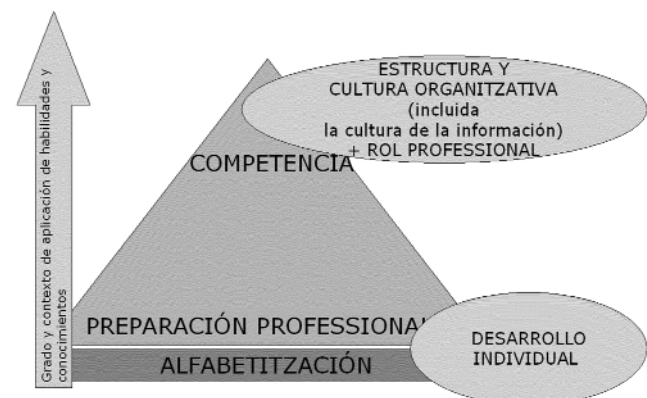 ESTRUCTURA Y
CULTURA ORGANITZATIVA
(incluida
la cultura de la información)
+ ROL PROFESSIONAL
COMPETENCIA
Grado y contexto de aplicación de habilidades y
conocimientos
PREPARACIÓN PROFESSIONAL
DESARROLLO
INDIVIDUAL
ALFABETITZACIÓN